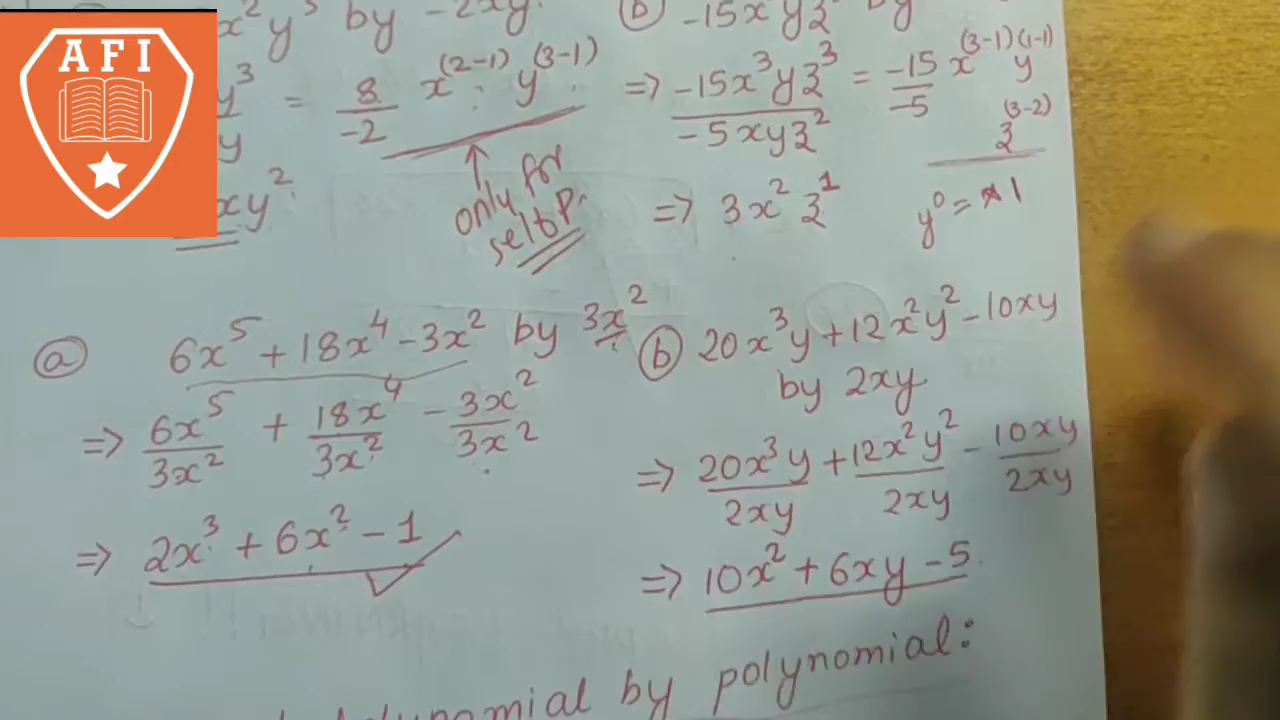 AFI
x²y³ by -2xy.
ⓑ -15x³yz³ by
y³/y = 8/-2 x^(2-1) y^(3-1)
⇒ -15x³yz³/-5xyz² = -15/-5 x^(3-1) y^(1-1)
z^(3-2)
xy²
only for
self P.
⇒ 3x² z¹
y⁰ = 1
ⓐ 6x⁵ + 18x⁴ - 3x² by 3x²
⇒ 6x⁵/3x² + 18x⁴/3x² - 3x²/3x²
⇒ 2x³ + 6x² - 1
ⓑ 20x³y + 12x²y² - 10xy
by 2xy
⇒ 20x³y/2xy + 12x²y²/2xy - 10xy/2xy
⇒ 10x² + 6xy - 5
by polynomial: